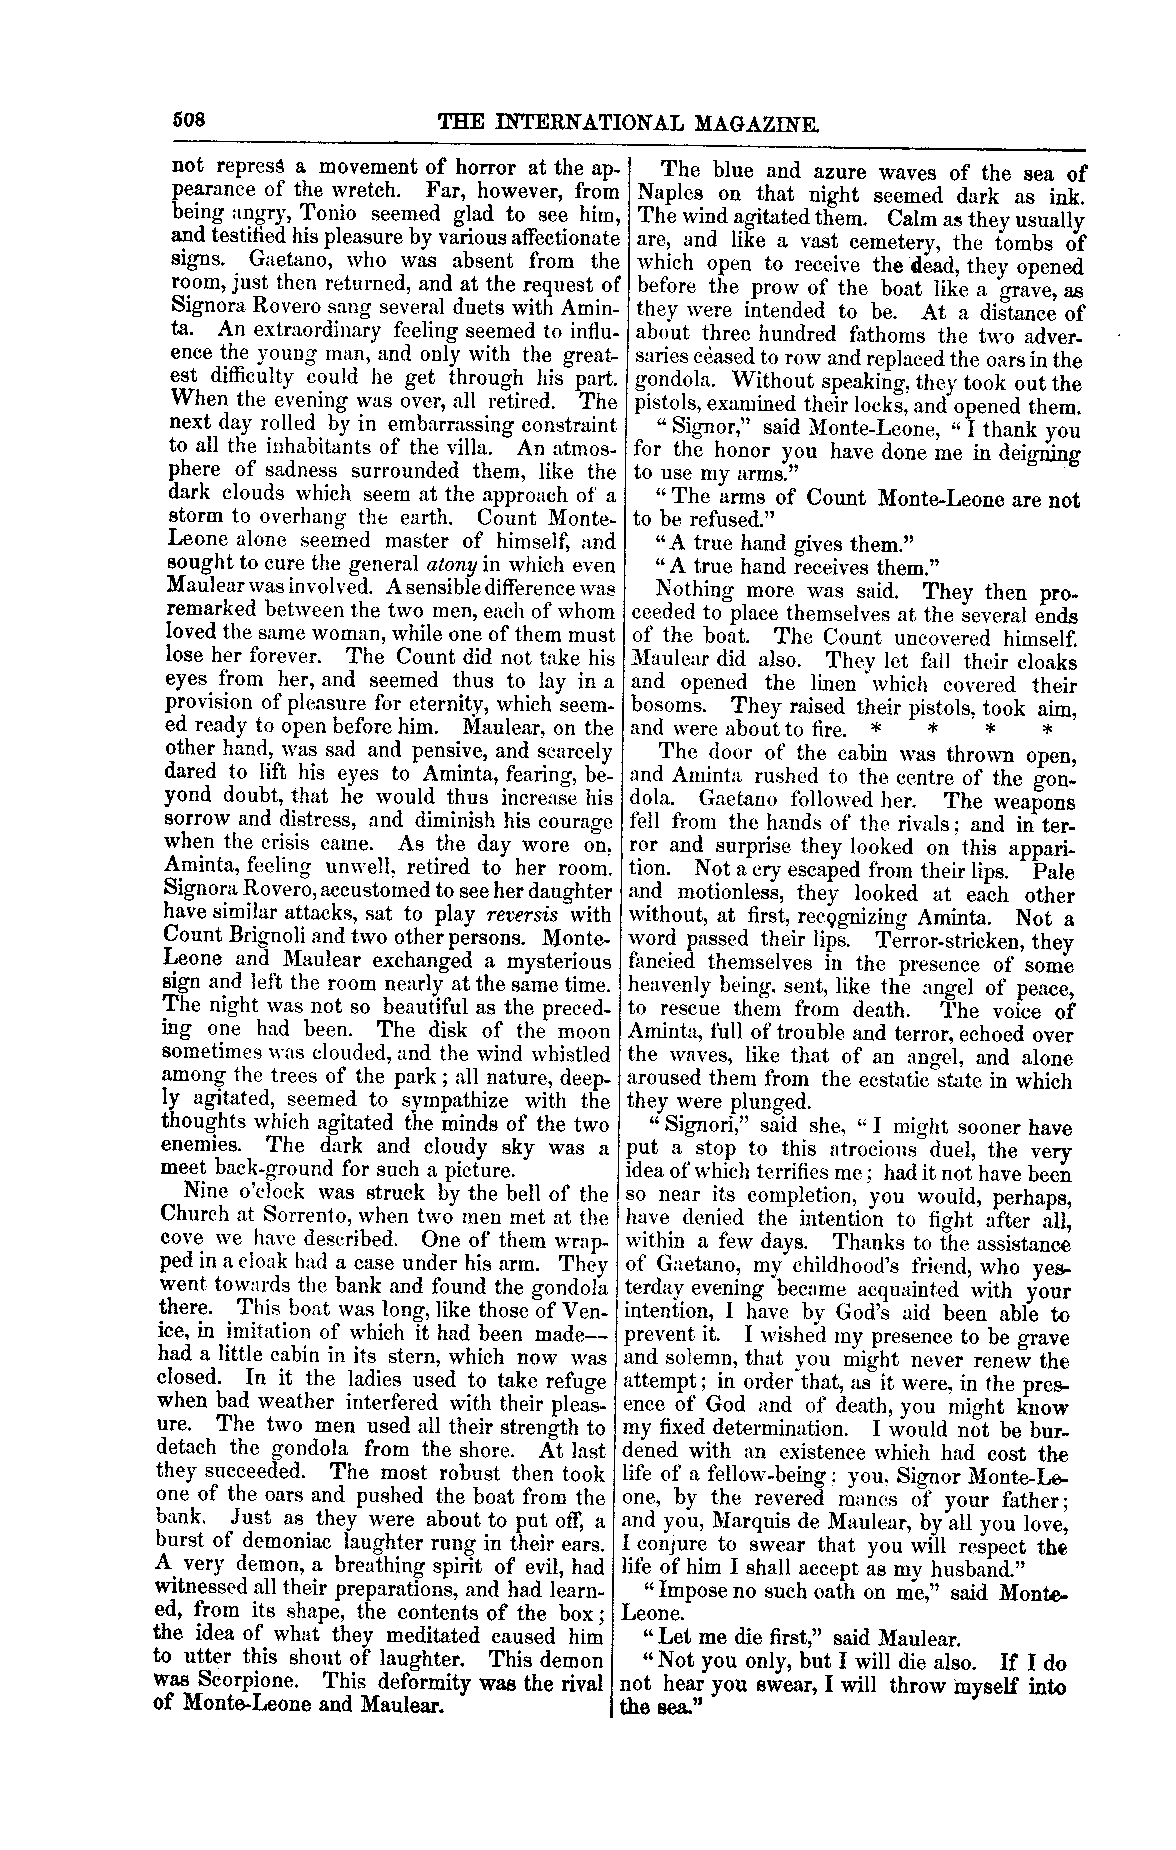 508 THE INTERNATIONAL MAGAZINE.
not repress a movement of horror at the ap-
pearance of the wretch. Far, however, from
being angry, Tonio seemed glad to see him,
and testified his pleasure by various affectionate
signs. Gaetano, who was absent from the
room, just then returned, and at the request of
Signora Rovero sang several duets with Amin-
ta. An extraordinary feeling seemed to influ-
ence the young man, and only with the great-
est difficulty could he get through his part.
When the evening was over, all retired. The
next day rolled by in embarrassing constraint
to all the inhabitants of the villa. An atmos-
phere of sadness surrounded them, like the
dark clouds which seem at the approach of a
storm to overhang the earth. Count Monte-
Leone alone seemed master of himself, and
sought to cure the general atony in which even
Maulear was involved. A sensible difference was
remarked between the two men, each of whom
loved the same woman, while one of them must
lose her forever. The Count did not take his
eyes from her, and seemed thus to lay in a
provision of pleasure for eternity, which seem-
ed ready to open before him. Maulear, on the
other hand, was sad and pensive, and scarcely
dared to lift his eyes to Aminta, fearing, be-
yond doubt, that he would thus increase his
sorrow and distress, and diminish his courage
when the crisis came. As the day wore on,
Aminta, feeling unwell, retired to her room.
Signora Rovero, accustomed to see her daughter
have similar attacks, sat to play reversis with
Count Brignoli and two other persons. Monte-
Leone and Maulear exchanged a mysterious
sign and left the room nearly at the same time.
The night was not so beautiful as the preced-
ing one had been. The disk of the moon
sometimes was clouded, and the wind whistled
among the trees of the park; all nature, deep-
ly agitated, seemed to sympathize with the
thoughts which agitated the minds of the two
enemies. The dark and cloudy sky was a
meet back-ground for such a picture.
Nine o'clock was struck by the bell of the
Church at Sorrento, when two men met at the
cove we have described. One of them wrap-
ped in a cloak had a case under his arm. They
went towards the bank and found the gondola
there. This boat was long, like those of Ven-
ice, in imitation of which it had been made—
had a little cabin in its stern, which now was
closed. In it the ladies used to take refuge
when bad weather interfered with their pleas-
ure. The two men used all their strength to
detach the gondola from the shore. At last
they succeeded. The most robust then took
one of the oars and pushed the boat from the
bank. Just as they were about to put off, a
burst of demoniac laughter rung in their ears.
A very demon, a breathing spirit of evil, had
witnessed all their preparations, and had learn-
ed, from its shape, the contents of the box;
the idea of what they meditated caused him
to utter this shout of laughter. This demon
was Scorpione. This deformity was the rival
of Monte-Leone and Maulear.
The blue and azure waves of the sea of
Naples on that night seemed dark as ink.
The wind agitated them. Calm as they usually
are, and like a vast cemetery, the tombs of
which open to receive the dead, they opened
before the prow of the boat like a grave, as
they were intended to be. At a distance of
about three hundred fathoms the two adver-
saries ceased to row and replaced the oars in the
gondola. Without speaking, they took out the
pistols, examined their locks, and opened them.
"Signor," said Monte-Leone, "I thank you
for the honor you have done me in deigning
to use my arms."
"The arms of Count Monte-Leone are not
to be refused."
"A true hand gives them."
"A true hand receives them."
Nothing more was said. They then pro-
ceeded to place themselves at the several ends
of the boat. The Count uncovered himself.
Maulear did also. They let fall their cloaks
and opened the linen which covered their
bosoms. They raised their pistols, took aim,
and were about to fire. * * * *
The door of the cabin was thrown open,
and Aminta rushed to the centre of the gon-
dola. Gaetano followed her. The weapons
fell from the hands of the rivals; and in ter-
ror and surprise they looked on this appari-
tion. Not a cry escaped from their lips. Pale
and motionless, they looked at each other
without, at first, recognizing Aminta. Not a
word passed their lips. Terror-stricken, they
fancied themselves in the presence of some
heavenly being, sent, like the angel of peace,
to rescue them from death. The voice of
Aminta, full of trouble and terror, echoed over
the waves, like that of an angel, and alone
aroused them from the ecstatic state in which
they were plunged.
"Signori," said she, "I might sooner have
put a stop to this atrocious duel, the very
idea of which terrifies me; had it not have been
so near its completion, you would, perhaps,
have denied the intention to fight after all,
within a few days. Thanks to the assistance
of Gaetano, my childhood's friend, who yes-
terday evening became acquainted with your
intention, I have by God's aid been able to
prevent it. I wished my presence to be grave
and solemn, that you might never renew the
attempt; in order that, as it were, in the pres-
ence of God and of death, you might know
my fixed determination. I would not be bur-
dened with an existence which had cost the
life of a fellow-being: you, Signor Monte-Le-
one, by the revered manes of your father;
and you, Marquis de Maulear, by all you love,
I conjure to swear that you will respect the
life of him I shall accept as my husband."
"Impose no such oath on me," said Monte-
Leone.
"Let me die first," said Maulear.
"Not you only, but I will die also. If I do
not hear you swear, I will throw myself into
the sea."